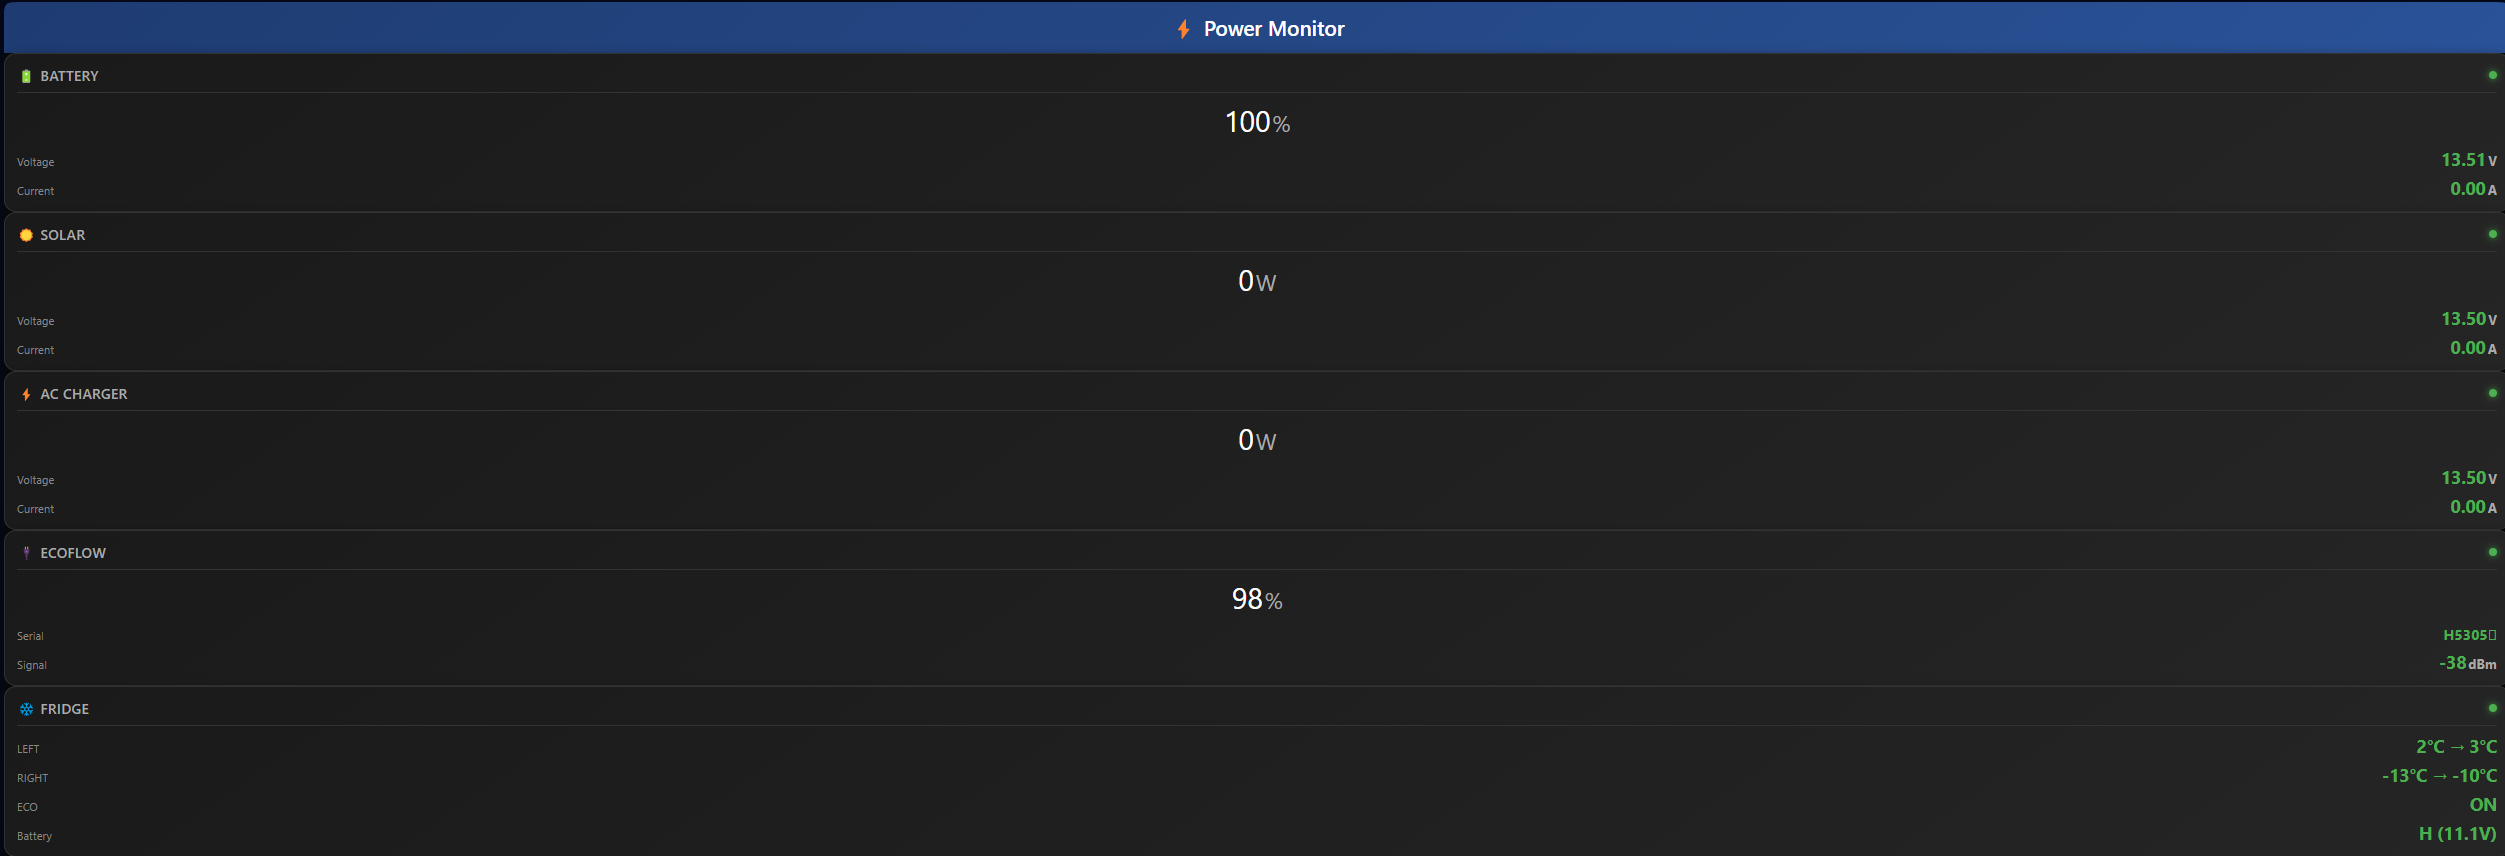 Power Monitor
BATTERY
100%
Voltage 13.51V
Current 0.00A
SOLAR
0W
Voltage 13.50V
Current 0.00A
AC CHARGER
0W
Voltage 13.50V
Current 0.00A
ECOFLOW
98%
Serial H5305▯
Signal -38dBm
FRIDGE
LEFT 2°C → 3°C
RIGHT -13°C → -10°C
ECO ON
Battery H (11.1V)